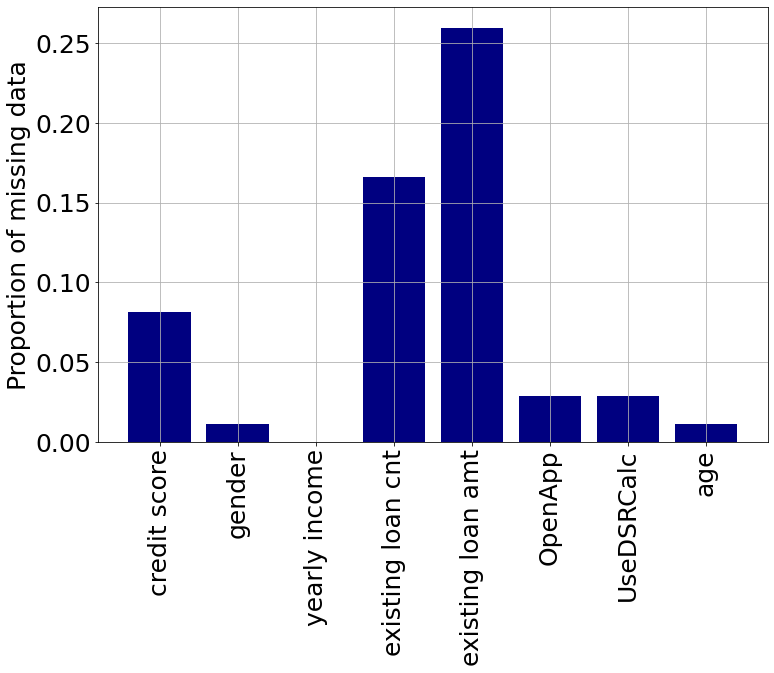 Proportion of missing data
0.25
0.20
0.15
0.10
0.05
0.00
credit score
gender
yearly income
existing loan cnt
existing loan amt
OpenApp
UseDSRCalc
age